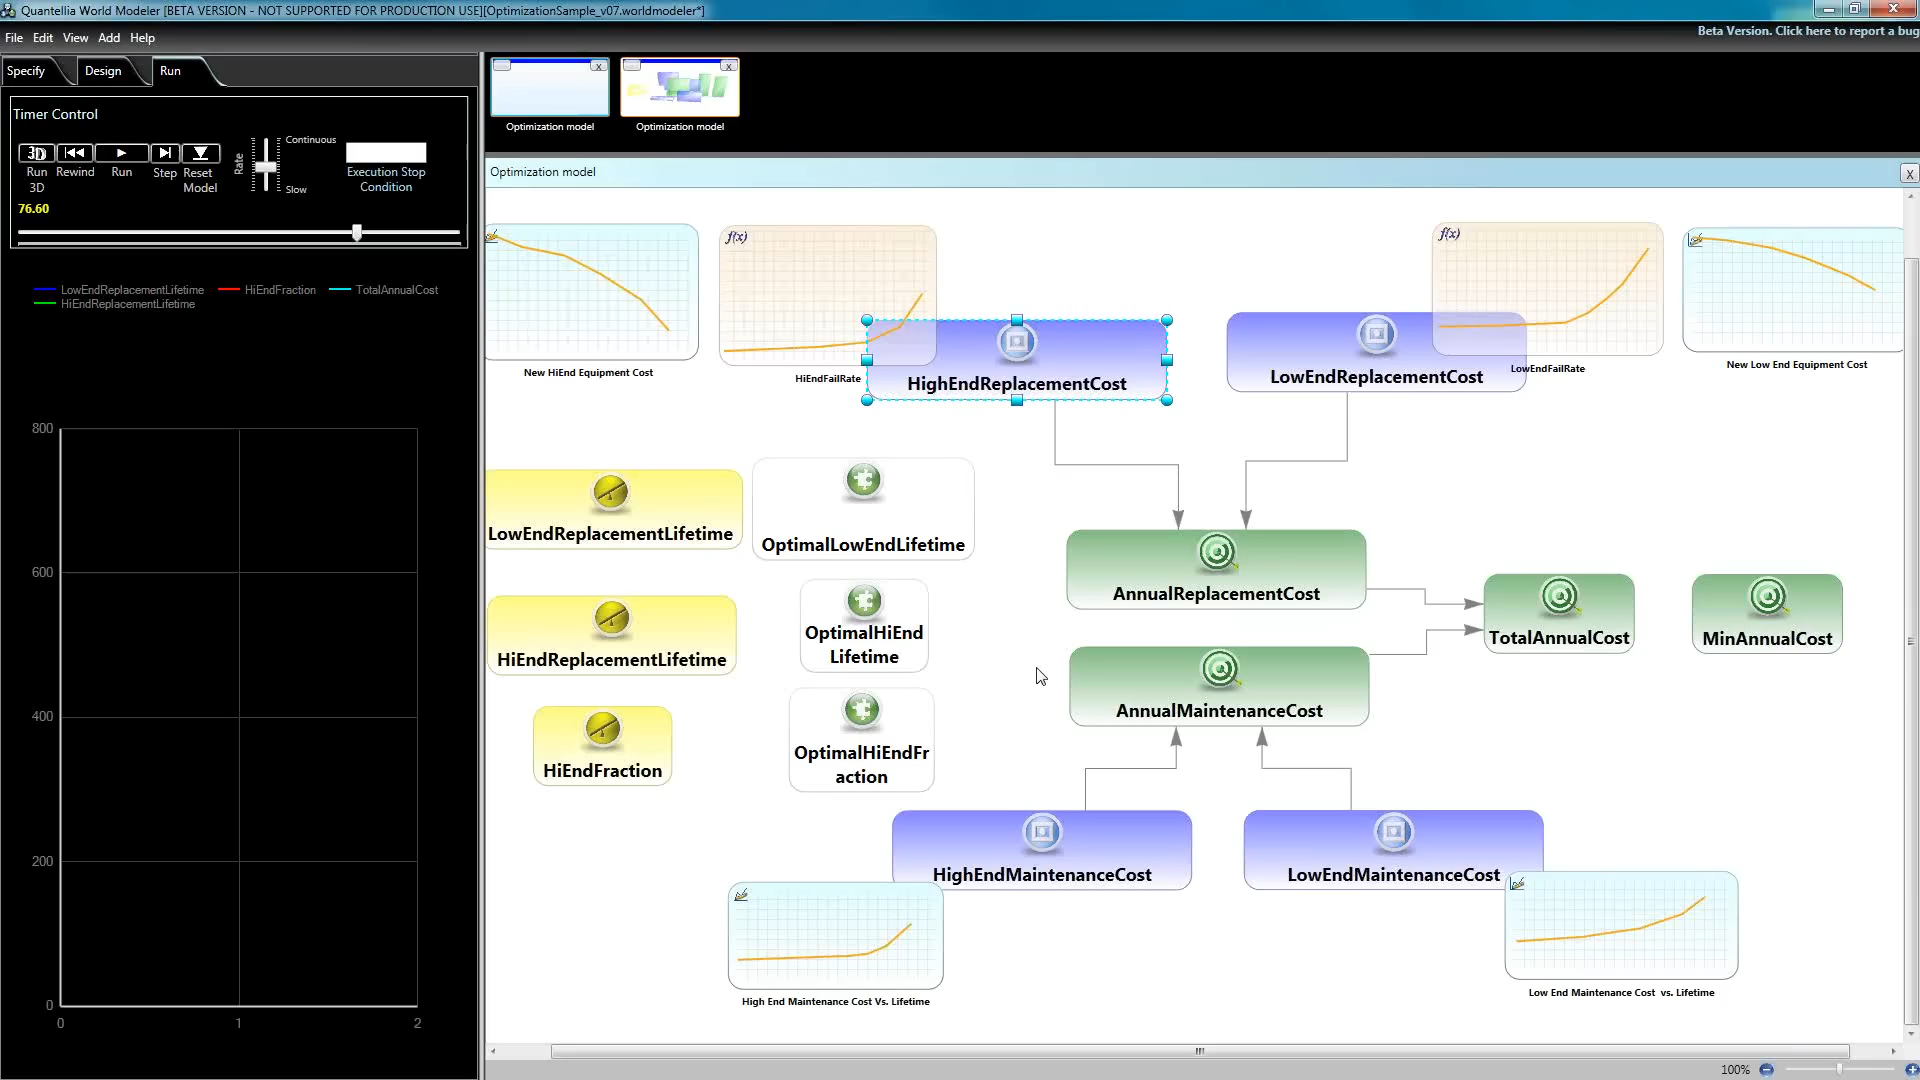 Quantellia World Modeler [BETA VERSION - NOT SUPPORTED FOR PRODUCTION USE][OptimizationSample_v07.worldmodeler*]
File Edit View Add Help
Beta Version. Click here to report a bug
Specify Design Run
Timer Control
3D
Run 3D
Rewind
Run
Step
Reset Model
Rate
Continuous
Slow
Execution Stop
Condition
76.60
LowEndReplacementLifetime HiEndFraction TotalAnnualCost
HiEndReplacementLifetime
800
600
400
200
0
0 1 2
X X
Optimization model Optimization model
Optimization model
X
f(x) f(x)
New HiEnd Equipment Cost
HiEndFailRate
HighEndReplacementCost
LowEndReplacementCost
LowEndFailRate
New Low End Equipment Cost
LowEndReplacementLifetime
OptimalLowEndLifetime
AnnualReplacementCost
HiEndReplacementLifetime
OptimalHiEnd
Lifetime
TotalAnnualCost
MinAnnualCost
AnnualMaintenanceCost
HiEndFraction
OptimalHiEndFr
action
HighEndMaintenanceCost
LowEndMaintenanceCost
High End Maintenance Cost Vs. Lifetime
Low End Maintenance Cost vs. Lifetime
100%